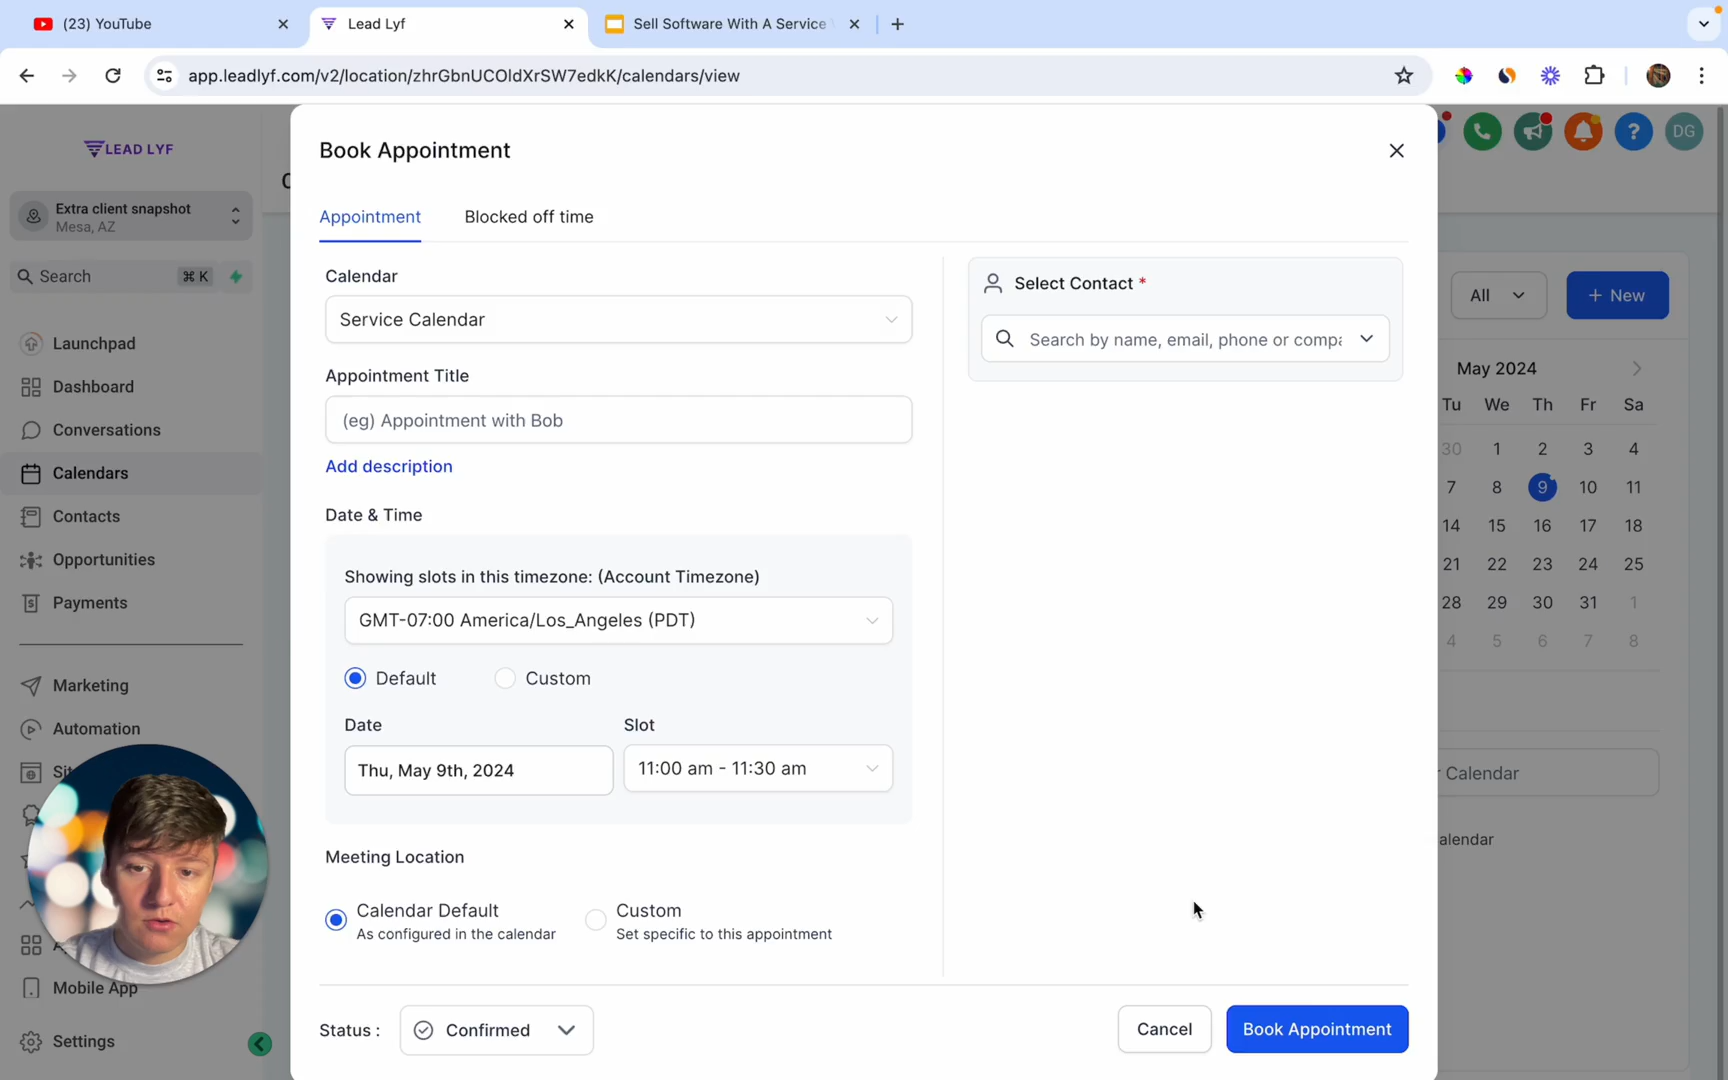 (23) YouTube
Lead Lyf
Sell Software With A Service
app.leadlyf.com/v2/location/zhrGbnUCOldXrSW7edkK/calendars/view
LEAD LYF
Extra client snapshot
Mesa, AZ
Search
⌘ K
Launchpad
Dashboard
Conversations
Calendars
Contacts
Opportunities
Payments
Marketing
Automation
Mobile App
Settings
Book Appointment
Appointment
Blocked off time
Calendar
Service Calendar
Appointment Title
(eg) Appointment with Bob
Add description
Date & Time
Showing slots in this timezone: (Account Timezone)
GMT-07:00 America/Los_Angeles (PDT)
Default
Custom
Date
Slot
Thu, May 9th, 2024
11:00 am - 11:30 am
Meeting Location
Calendar Default
As configured in the calendar
Custom
Set specific to this appointment
Status :
Confirmed
Cancel
Book Appointment
Select Contact *
Search by name, email, phone or compa
?
DG
All
+ New
May 2024
Tu We Th Fr Sa
30 1 2 3 4
7 8 9 10 11
14 15 16 17 18
21 22 23 24 25
28 29 30 31 1
4 5 6 7 8
Calendar
alendar